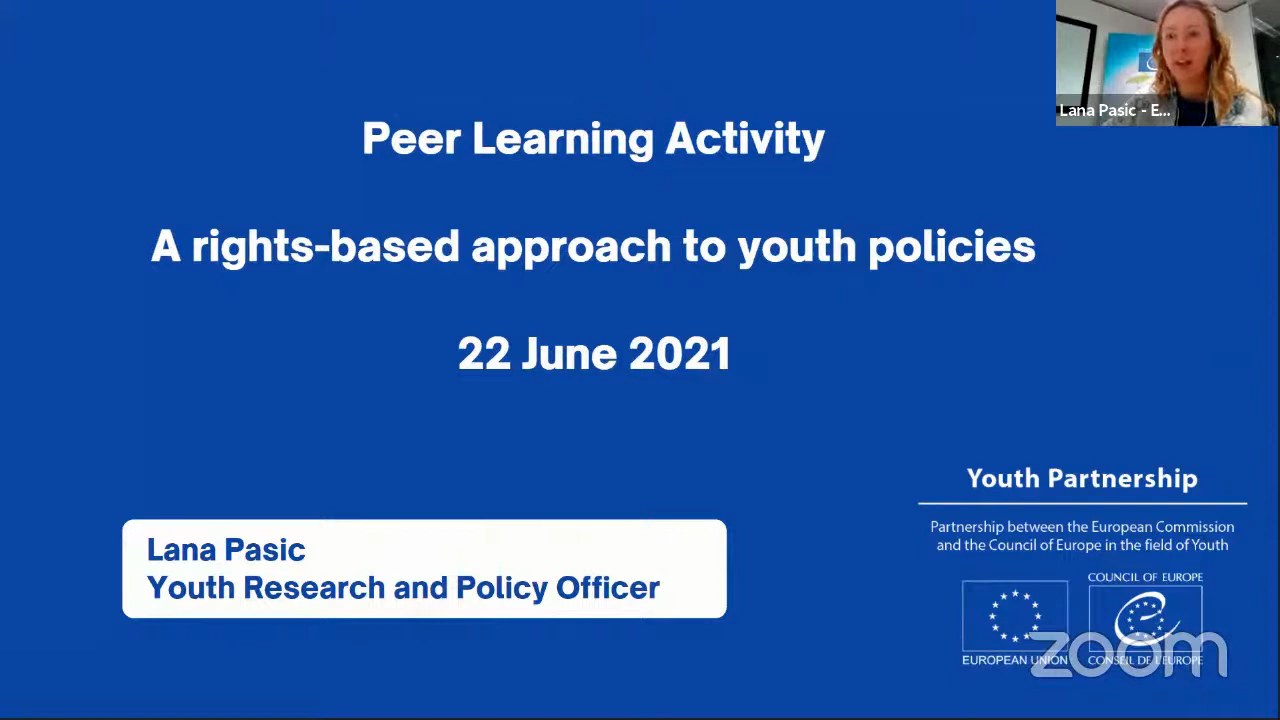 Lana Pasic - E...
Peer Learning Activity
A rights-based approach to youth policies
22 June 2021
Youth Partnership
Partnership between the European Commission
and the Council of Europe in the field of Youth
Lana Pasic
Youth Research and Policy Officer
COUNCIL OF EUROPE
EUROPEAN UNION
CONSEIL DE L'EUROPE
zoom